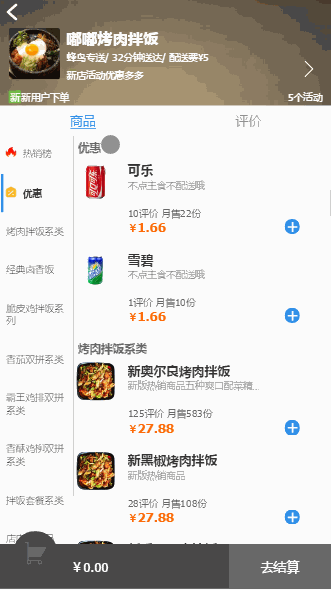 嘟嘟烤肉拌饭
蜂鸟专送/ 32分钟送达/ 配送费¥5
新店活动优惠多多
新新用户下单
5个活动
商品
评价
热销榜
优惠
烤肉拌饭系类
经典卤香饭
脆皮鸡拌饭系列
香茄双拼系类
霸王鸡排双拼系类
香酥鸡柳双拼系类
拌饭套餐系类
优惠
可乐
不点主食不配送哦
10评价 月售22份
¥1.66
雪碧
不点主食不配送哦
1评价 月售10份
¥1.66
烤肉拌饭系类
新奥尔良烤肉拌饭
新版热销商品五种爽口配菜精...
125评价 月售583份
¥27.88
新黑椒烤肉拌饭
新版热销商品
28评价 月售108份
¥27.88
¥0.00
去结算